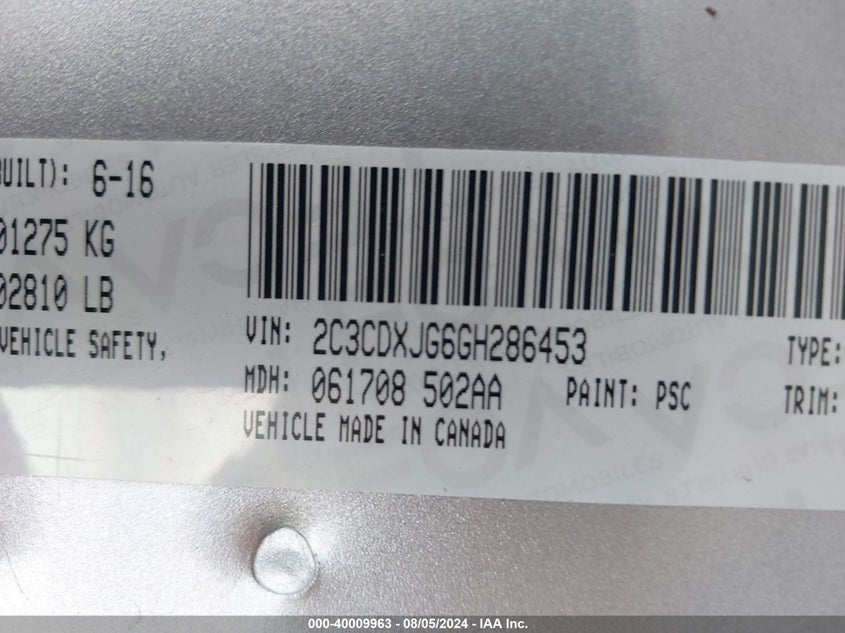 BUILT): 6-16
01275 KG
02810 LB
VEHICLE SAFETY,
VIN: 2C3CDXJG6GH286453 TYPE:
MDH: 061708 502AA PAINT: PSC TRIM:
VEHICLE MADE IN CANADA
000-40009963 - 08/05/2024 - IAA Inc.